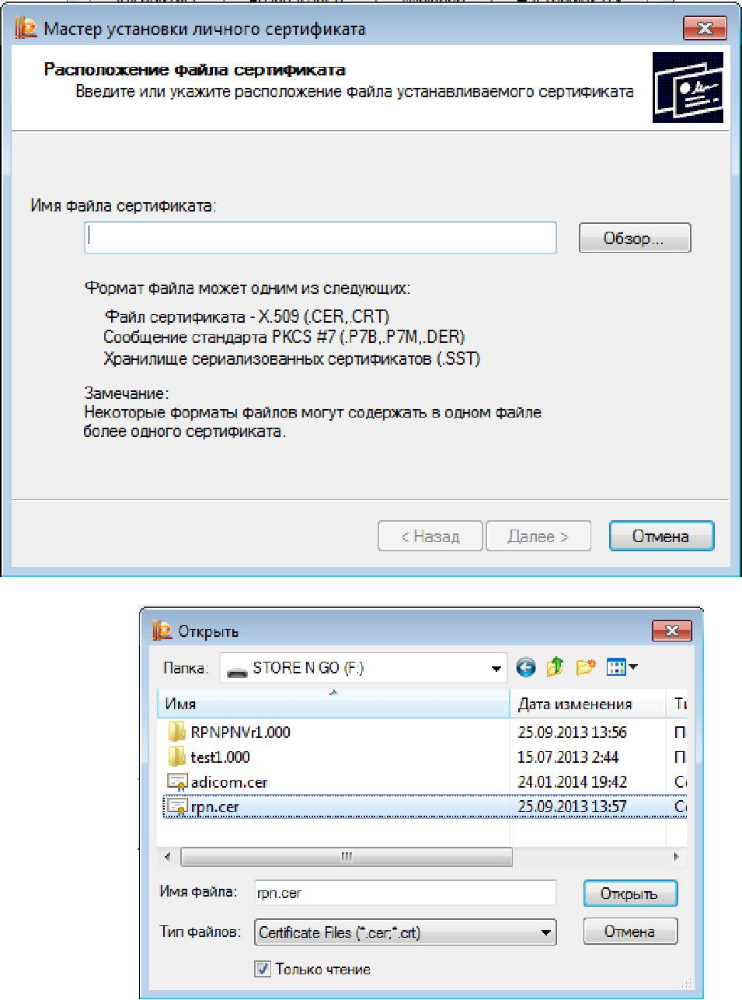 Мастер установки личного сертификата
Расположение файла сертификата
Введите или укажите расположение файла устанавливаемого сертификата
Имя файла сертификата:
Обзор...
Формат файла может одним из следующих:
Файл сертификата - X.509 (.CER,.CRT)
Сообщение стандарта PKCS #7 (.P7B,.P7M,.DER)
Хранилище сериализованных сертификатов (.SST)
Замечание:
Некоторые форматы файлов могут содержать в одном файле
более одного сертификата.
< Назад Далее > Отмена
Открыть
Папка: STORE N GO (F:)
Имя Дата изменения
RPNPNVr1.000 25.09.2013 13:56
test1.000 15.07.2013 2:44
adicom.cer 24.01.2014 19:42
rpn.cer 25.09.2013 13:57
Имя файла: rpn.cer Открыть
Тип файлов: Certificate Files (*.cer;*.crt) Отмена
Только чтение